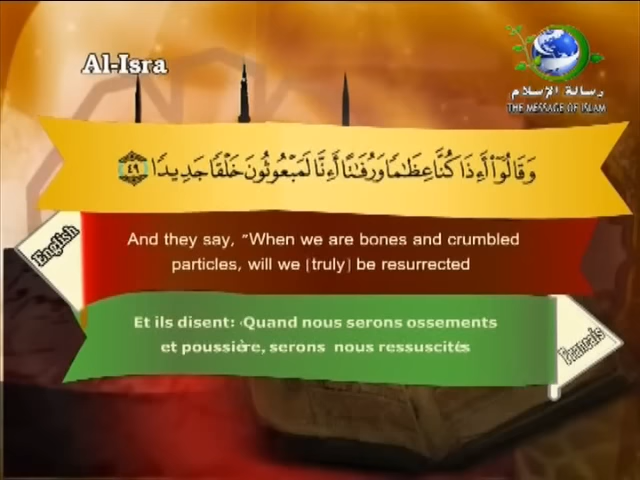 Al-Isra
رسالة الإسلام
THE MESSAGE OF ISLAM
وَقَالُوٓا۟ أَءِذَا كُنَّا عِظَٰمًا وَرُفَٰتًا أَءِنَّا لَمَبْعُوثُونَ خَلْقًا جَدِيدًا ٤٩
English
And they say, "When we are bones and crumbled
particles, will we [truly] be resurrected
Et ils disent: ‹Quand nous serons ossements
et poussière, serons nous ressuscités
Francais